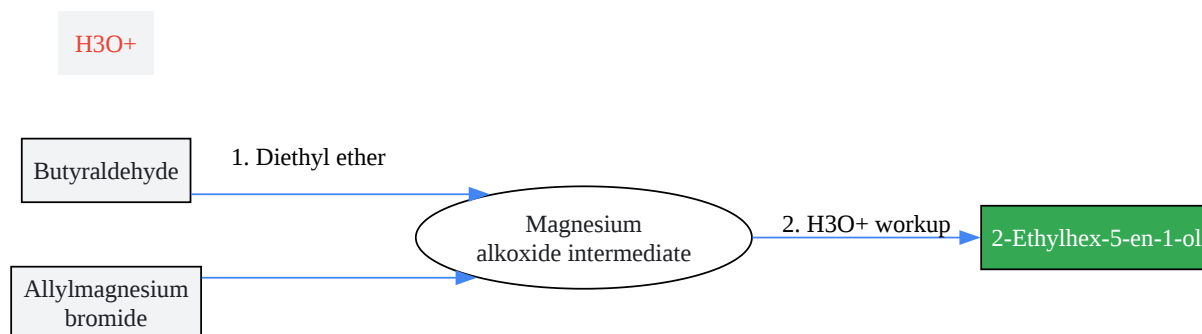 H3O+
Butyraldehyde
1. Diethyl ether
Magnesium
alkoxide intermediate
2. H3O+ workup
2-Ethylhex-5-en-1-ol
Allylmagnesium
bromide